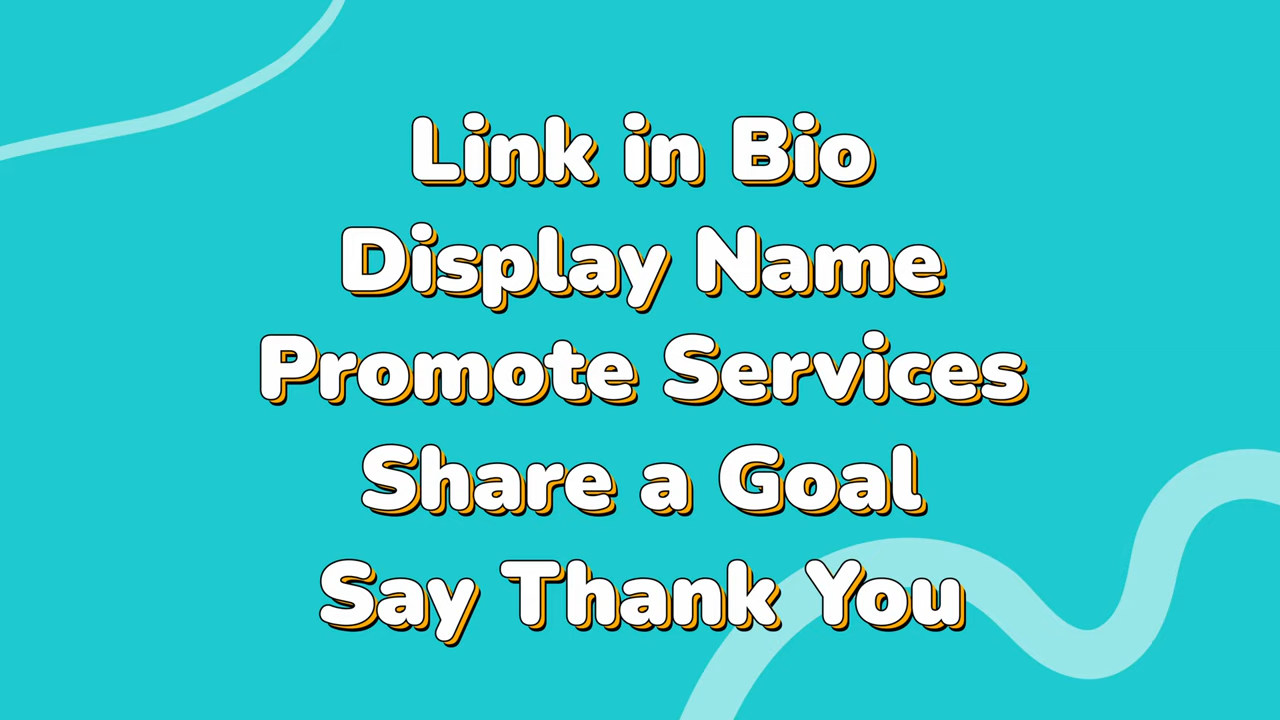 Link in Bio
Display Name
Promote Services
Share a Goal
Say Thank You